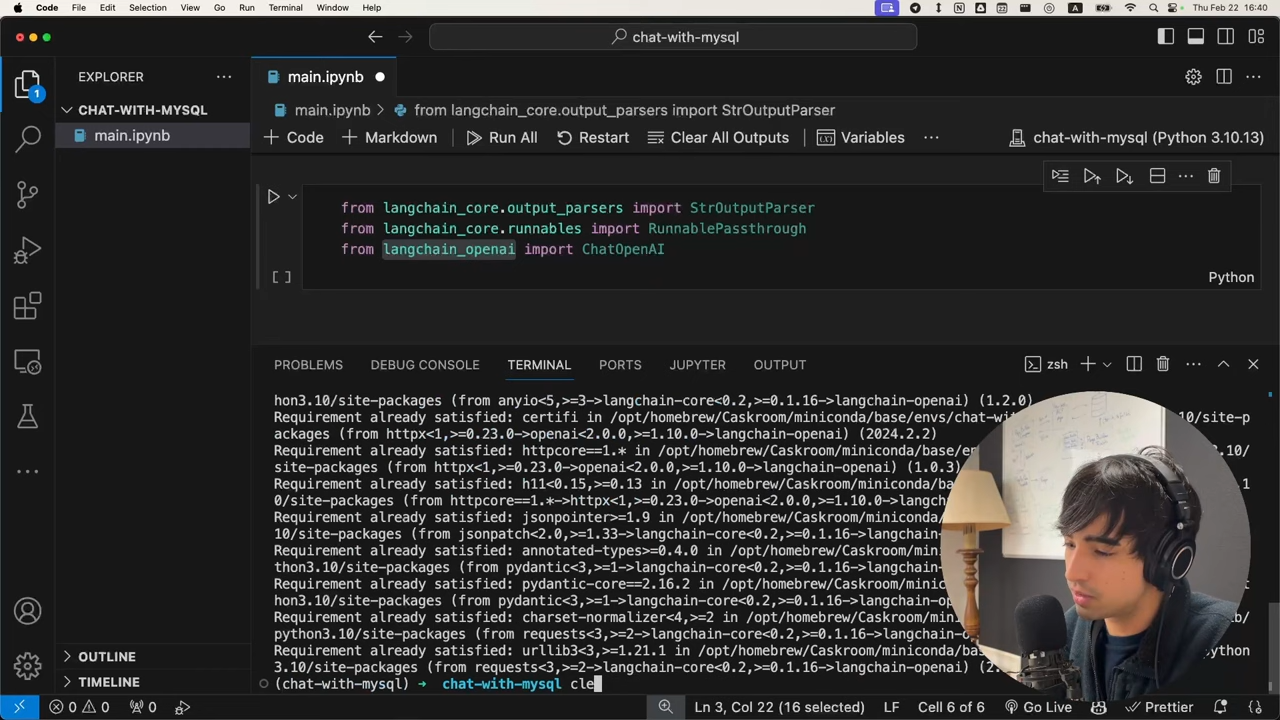 Code File Edit Selection View Go Run Terminal Window Help
Thu Feb 22 16:40
chat-with-mysql
EXPLORER
main.ipynb
CHAT-WITH-MYSQL
main.ipynb
main.ipynb > from langchain_core.output_parsers import StrOutputParser
+ Code + Markdown Run All Restart Clear All Outputs Variables ... chat-with-mysql (Python 3.10.13)
from langchain_core.output_parsers import StrOutputParser
from langchain_core.runnables import RunnablePassthrough
from langchain_openai import ChatOpenAI
[ ]
Python
PROBLEMS DEBUG CONSOLE TERMINAL PORTS JUPYTER OUTPUT
zsh
hon3.10/site-packages (from anyio<5,>=3->langchain-core<0.2,>=0.1.16->langchain-openai) (1.2.0)
Requirement already satisfied: certifi in /opt/homebrew/Caskroom/miniconda/base/envs/chat-wit 10/site-p
ackages (from httpx<1,>=0.23.0->openai<2.0.0,>=1.10.0->langchain-openai) (2024.2.2)
Requirement already satisfied: httpcore==1.* in /opt/homebrew/Caskroom/miniconda/base/en 10/
site-packages (from httpx<1,>=0.23.0->openai<2.0.0,>=1.10.0->langchain-openai) (1.0.3)
Requirement already satisfied: h11<0.15,>=0.13 in /opt/homebrew/Caskroom/miniconda/base 1
0/site-packages (from httpcore==1.*->httpx<1,>=0.23.0->openai<2.0.0,>=1.10.0->langcha
Requirement already satisfied: jsonpointer>=1.9 in /opt/homebrew/Caskroom/miniconda/ba
10/site-packages (from jsonpatch<2.0,>=1.33->langchain-core<0.2,>=0.1.16->langchain-o
Requirement already satisfied: annotated-types>=0.4.0 in /opt/homebrew/Caskroom/mini
thon3.10/site-packages (from pydantic<3,>=1->langchain-core<0.2,>=0.1.16->langchain-
Requirement already satisfied: pydantic-core==2.16.2 in /opt/homebrew/Caskroom/mini t
hon3.10/site-packages (from pydantic<3,>=1->langchain-core<0.2,>=0.1.16->langchain-o
Requirement already satisfied: charset-normalizer<4,>=2 in /opt/homebrew/Caskroom/mi b/
python3.10/site-packages (from requests<3,>=2->langchain-core<0.2,>=0.1.16->langchai
Requirement already satisfied: urllib3<3,>=1.21.1 in /opt/homebrew/Caskroom/minicond ython
3.10/site-packages (from requests<3,>=2->langchain-core<0.2,>=0.1.16->langchain-openai) (2.
(chat-with-mysql) → chat-with-mysql cle
OUTLINE
TIMELINE
0 0 0 Ln 3, Col 22 (16 selected) LF Cell 6 of 6 Go Live Prettier